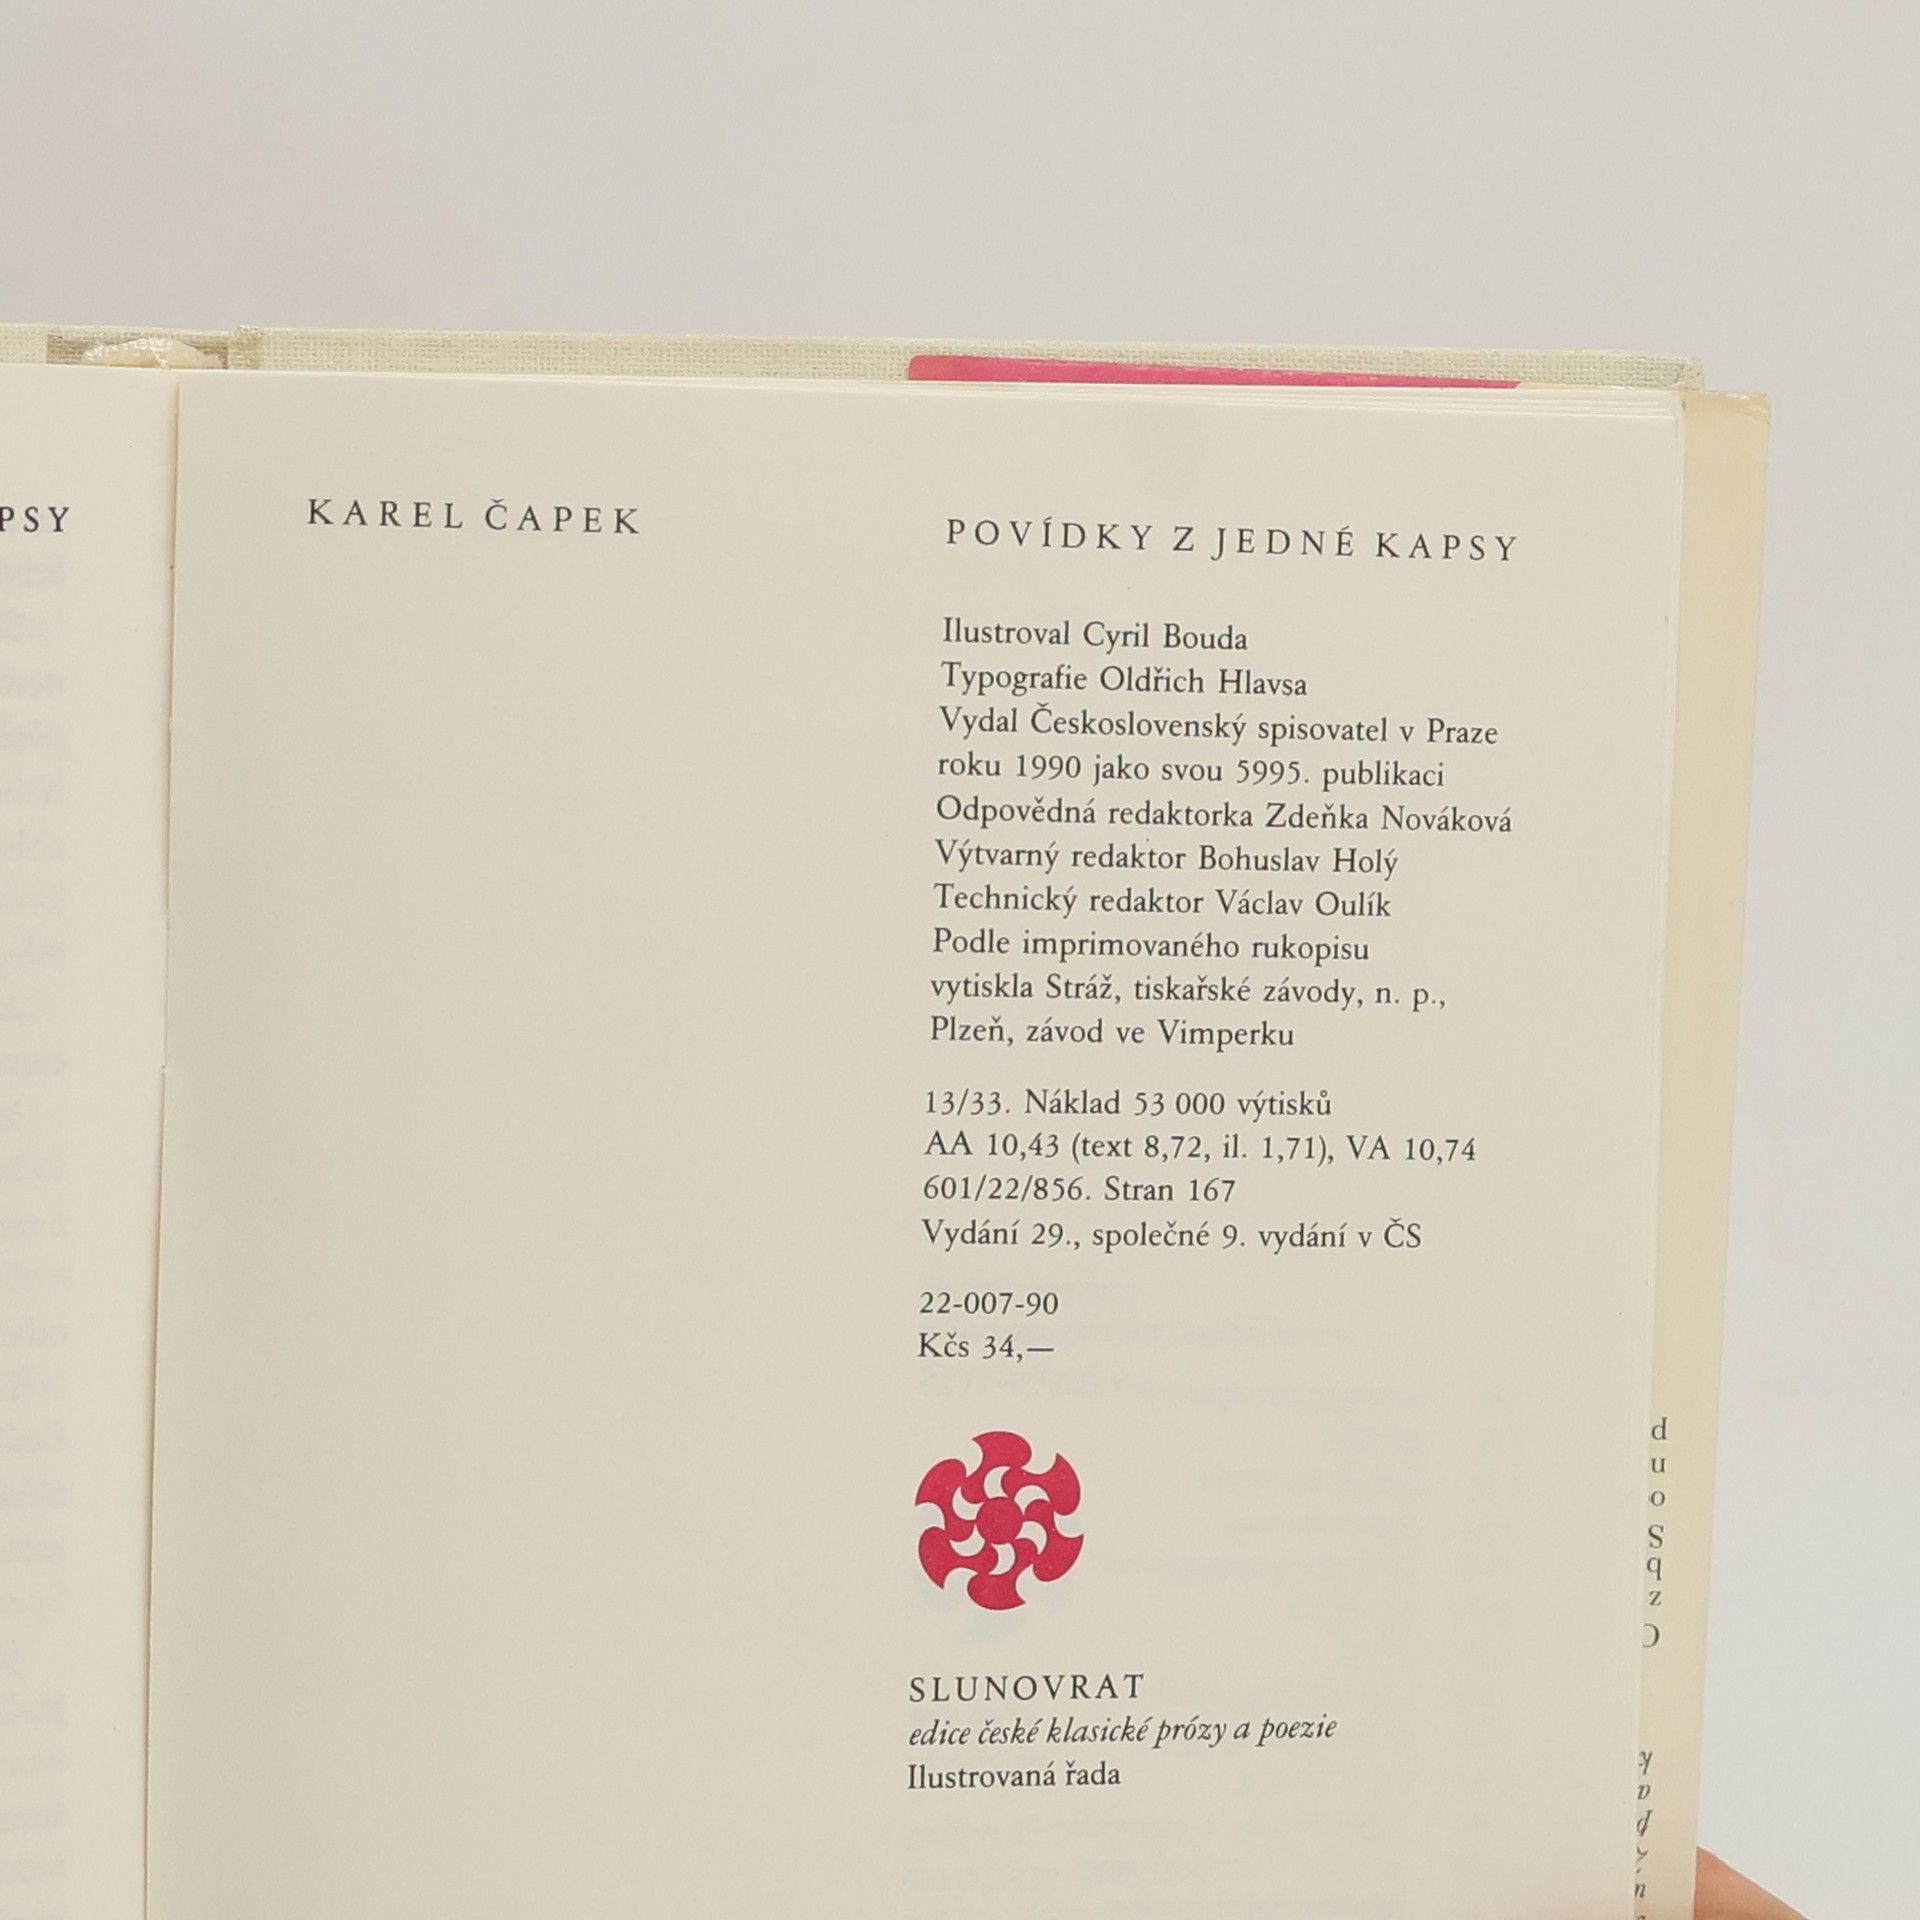 PSY
KAREL ČAPEK
POVÍDKY Z JEDNÉ KAPSY
Ilustroval Cyril Bouda
Typografie Oldřich Hlavsa
Vydal Československý spisovatel v Praze
roku 1990 jako svou 5995. publikaci
Odpovědná redaktorka Zdeňka Nováková
Výtvarný redaktor Bohuslav Holý
Technický redaktor Václav Oulík
Podle imprimovaného rukopisu
vytiskla Stráž, tiskařské závody, n. p.,
Plzeň, závod ve Vimperku
13/33. Náklad 53 000 výtisků
AA 10,43 (text 8,72, il. 1,71), VA 10,74
601/22/856. Stran 167
Vydání 29., společné 9. vydání v ČS
22-007-90
Kčs 34,—
SLUNOVRAT
edice české klasické prózy a poezie
Ilustrovaná řada